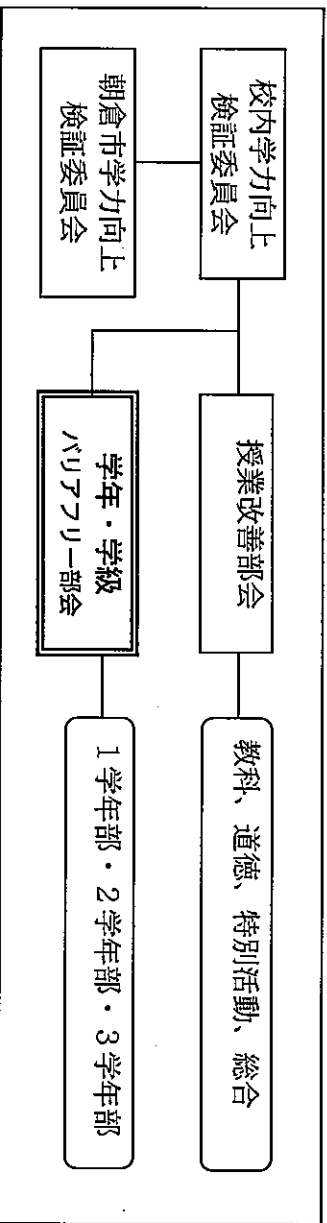 校内学力向上
検証委員会
朝倉市学力向上
検証委員会
授業改善部会
学年・学級
バリアフリー部会
教科、道徳、特別活動、総合
1学年部・2学年部・3学年部